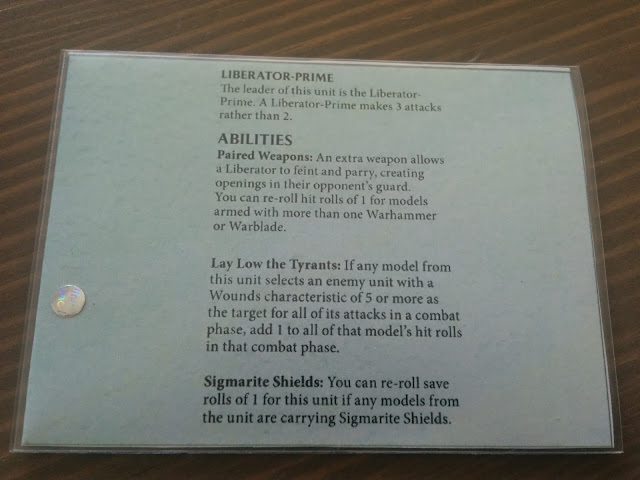 LIBERATOR-PRIME
The leader of this unit is the Liberator-
Prime. A Liberator-Prime makes 3 attacks
rather than 2.
ABILITIES
Paired Weapons: An extra weapon allows
a Liberator to feint and parry, creating
openings in their opponent's guard.
You can re-roll hit rolls of 1 for models
armed with more than one Warhammer
or Warblade.
Lay Low the Tyrants: If any model from
this unit selects an enemy unit with a
Wounds characteristic of 5 or more as
the target for all of its attacks in a combat
phase, add 1 to all of that model's hit rolls
in that combat phase.
Sigmarite Shields: You can re-roll save
rolls of 1 for this unit if any models from
the unit are carrying Sigmarite Shields.